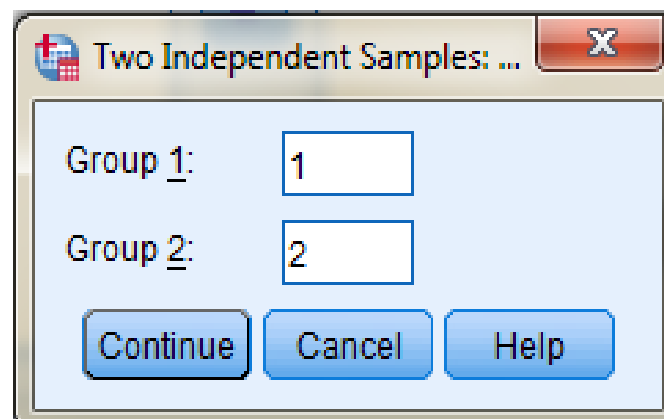 Two Independent Samples: ...
Group 1: 1
Group 2: 2
Continue Cancel Help